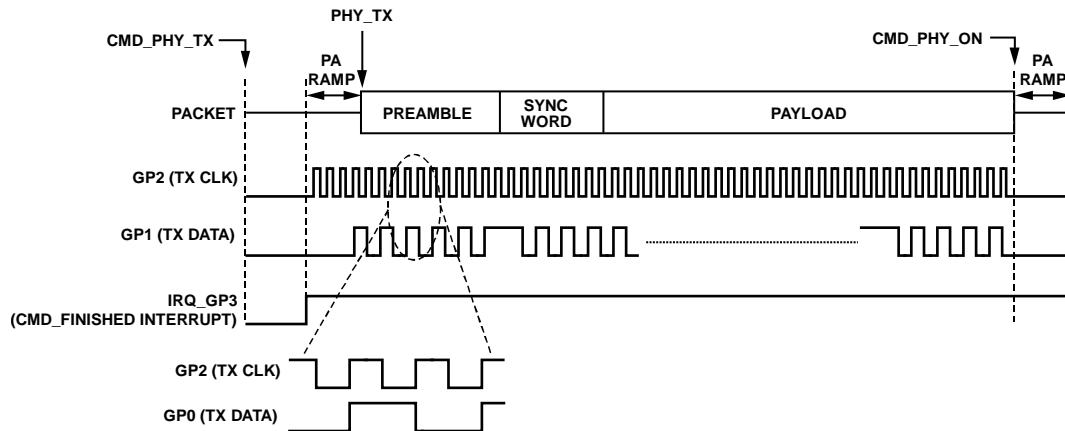 PHY_TX
CMD_PHY_TX
CMD_PHY_ON
PA
RAMP
PA
RAMP
PACKET
PREAMBLE
SYNC
WORD
PAYLOAD
GP2 (TX CLK)
GP1 (TX DATA)
IRQ_GP3
(CMD_FINISHED INTERRUPT)
GP2 (TX CLK)
GP0 (TX DATA)